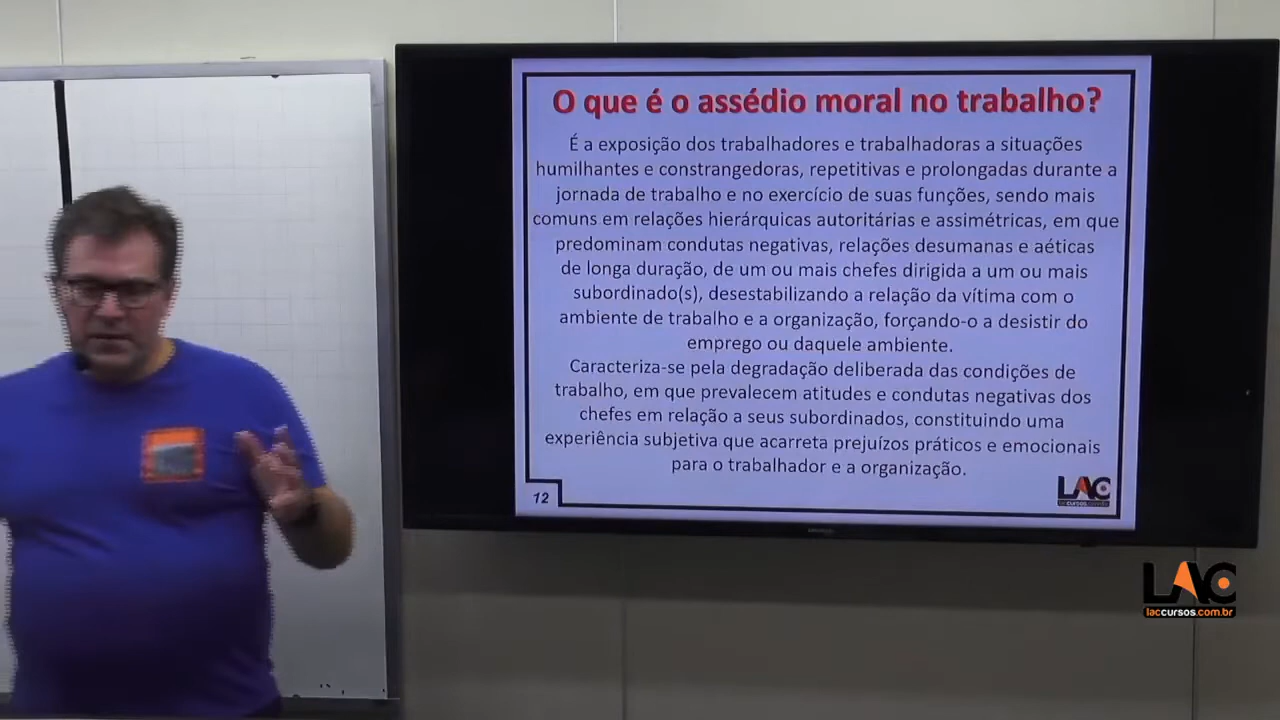 O que é o assédio moral no trabalho?
É a exposição dos trabalhadores e trabalhadoras a situações
humilhantes e constrangedoras, repetitivas e prolongadas durante a
jornada de trabalho e no exercício de suas funções, sendo mais
comuns em relações hierárquicas autoritárias e assimétricas, em que
predominam condutas negativas, relações desumanas e aéticas
de longa duração, de um ou mais chefes dirigida a um ou mais
subordinado(s), desestabilizando a relação da vítima com o
ambiente de trabalho e a organização, forçando-o a desistir do
emprego ou daquele ambiente.
Caracteriza-se pela degradação deliberada das condições de
trabalho, em que prevalecem atitudes e condutas negativas dos
chefes em relação a seus subordinados, constituindo uma
experiência subjetiva que acarreta prejuízos práticos e emocionais
para o trabalhador e a organização.
12
LAC
laccursos.com.br
LAC
laccursos.com.br